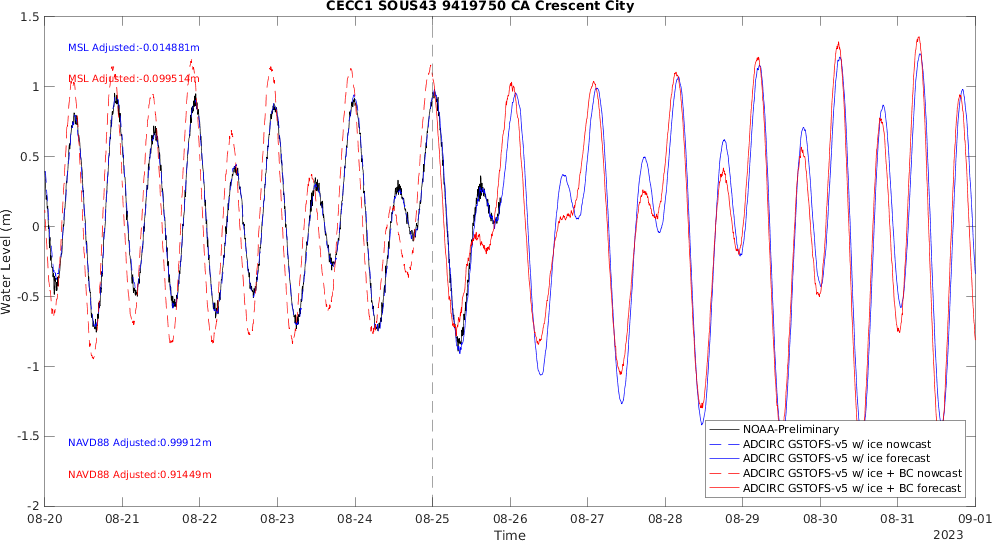 CECC1 SOUS43 9419750 CA Crescent City
1.5
1
0.5
0
-0.5
-1
-1.5
-2
Water Level (m)
MSL Adjusted:-0.014881m
MSL Adjusted:-0.099514m
NAVD88 Adjusted:0.99912m
NAVD88 Adjusted:0.91449m
NOAA-Preliminary
ADCIRC GSTOFS-v5 w/ ice nowcast
ADCIRC GSTOFS-v5 w/ ice forecast
ADCIRC GSTOFS-v5 w/ ice + BC nowcast
ADCIRC GSTOFS-v5 w/ ice + BC forecast
08-20 08-21 08-22 08-23 08-24 08-25 08-26 08-27 08-28 08-29 08-30 08-31 09-01
Time
2023